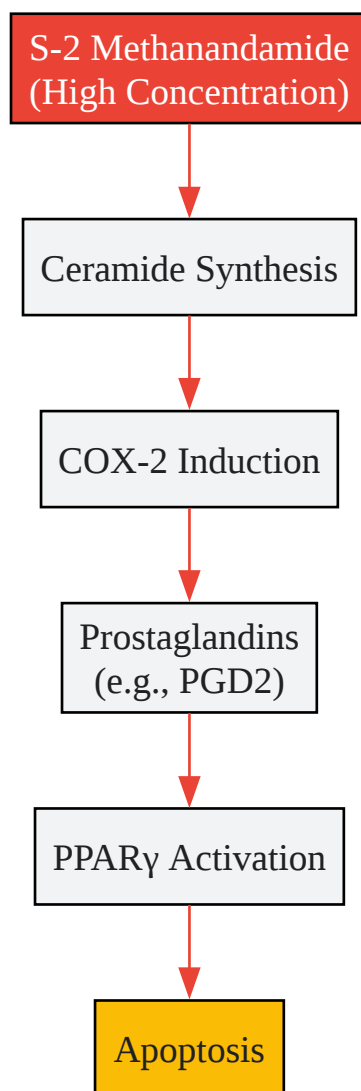 S-2 Methanandamide
(High Concentration)
Ceramide Synthesis
COX-2 Induction
Prostaglandins
(e.g., PGD2)
PPARγ Activation
Apoptosis